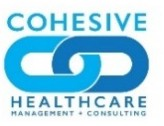 COHESIVE
HEALTHCARE
MANAGEMENT + CONSULTING